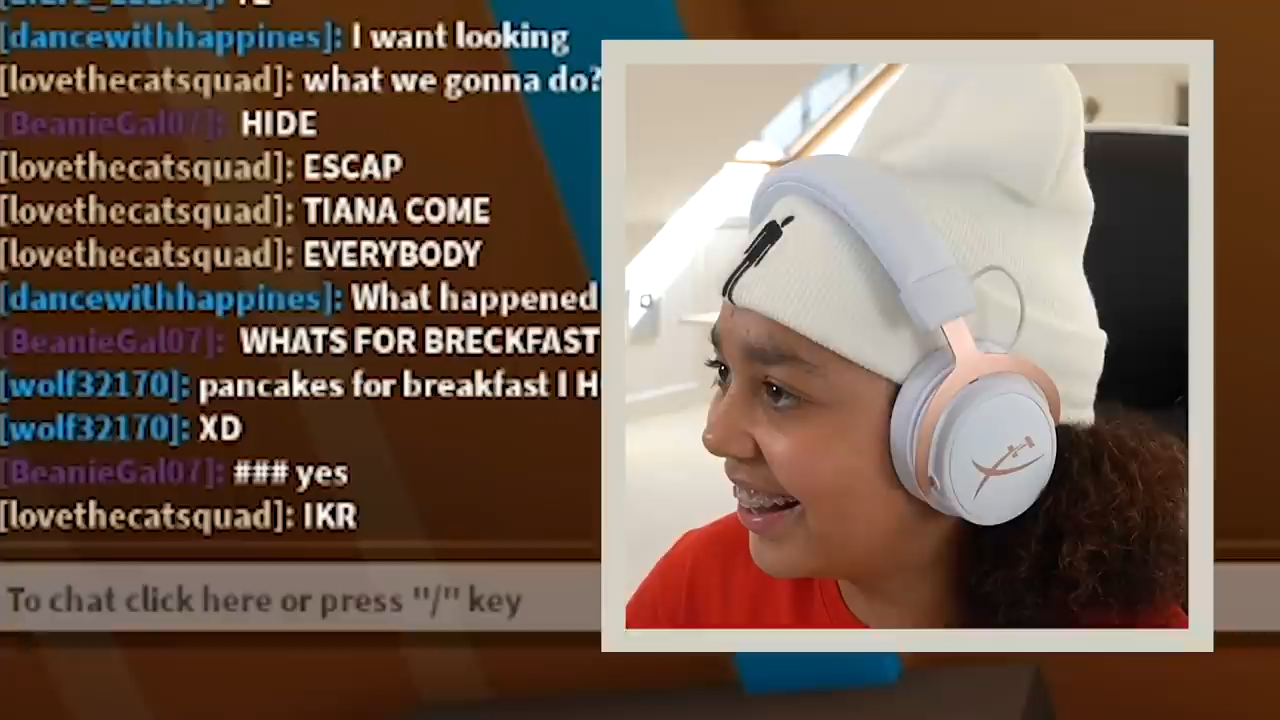 [dancewithhappines]: I want looking
[lovethecatsquad]: what we gonna do?
[BeanieGal07]: HIDE
[lovethecatsquad]: ESCAP
[lovethecatsquad]: TIANA COME
[lovethecatsquad]: EVERYBODY
[dancewithhappines]: What happened
[BeanieGal07]: WHATS FOR BRECKFAST
[wolf32170]: pancakes for breakfast I H
[wolf32170]: XD
[BeanieGal07]: ### yes
[lovethecatsquad]: IKR
To chat click here or press "/" key